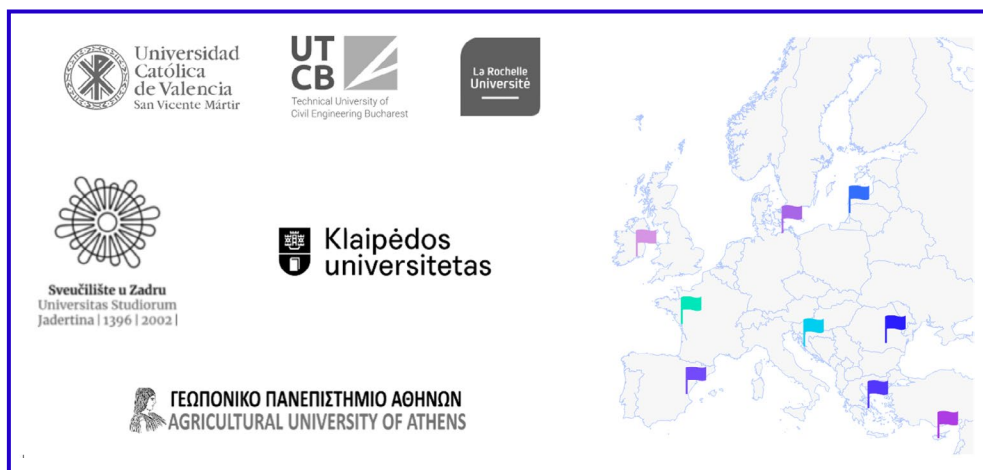 Universidad
Católica
de Valencia
San Vicente Mártir
UT
CB
Technical University of
Civil Engineering Bucharest
La Rochelle
Université
Sveučilište u Zadru
Universitas Studiorum
Jadertina | 1396 | 2002 |
Klaipėdos
universitetas
ΓΕΩΠΟΝΙΚΟ ΠΑΝΕΠΙΣΤΗΜΙΟ ΑΘΗΝΩΝ
AGRICULTURAL UNIVERSITY OF ATHENS